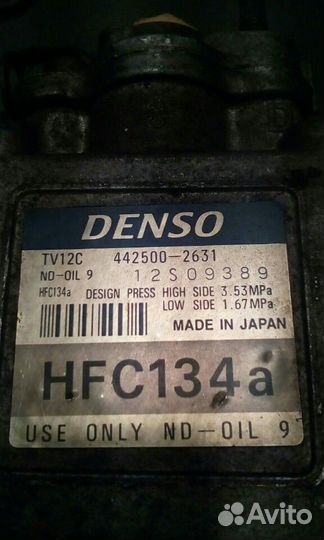 DENSO
TV12C 442500-2631
ND-OIL 9 12S09389
HFC134a DESIGN PRESS HIGH SIDE 3.53MPa
LOW SIDE 1.67MPa
MADE IN JAPAN
HFC134a
USE ONLY ND-OIL 9
Avito